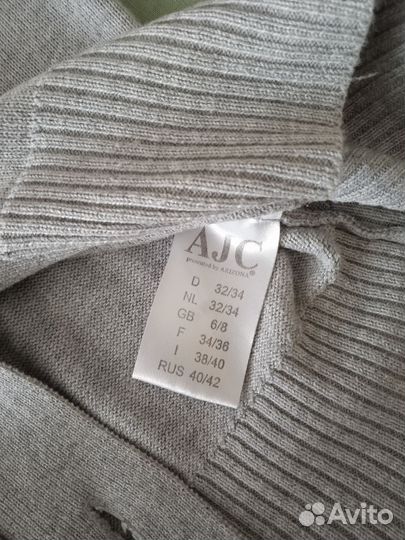 AJC
presented by ARIZONA®
D 32/34
NL 32/34
GB 6/8
F 34/36
I 38/40
RUS 40/42
Avito